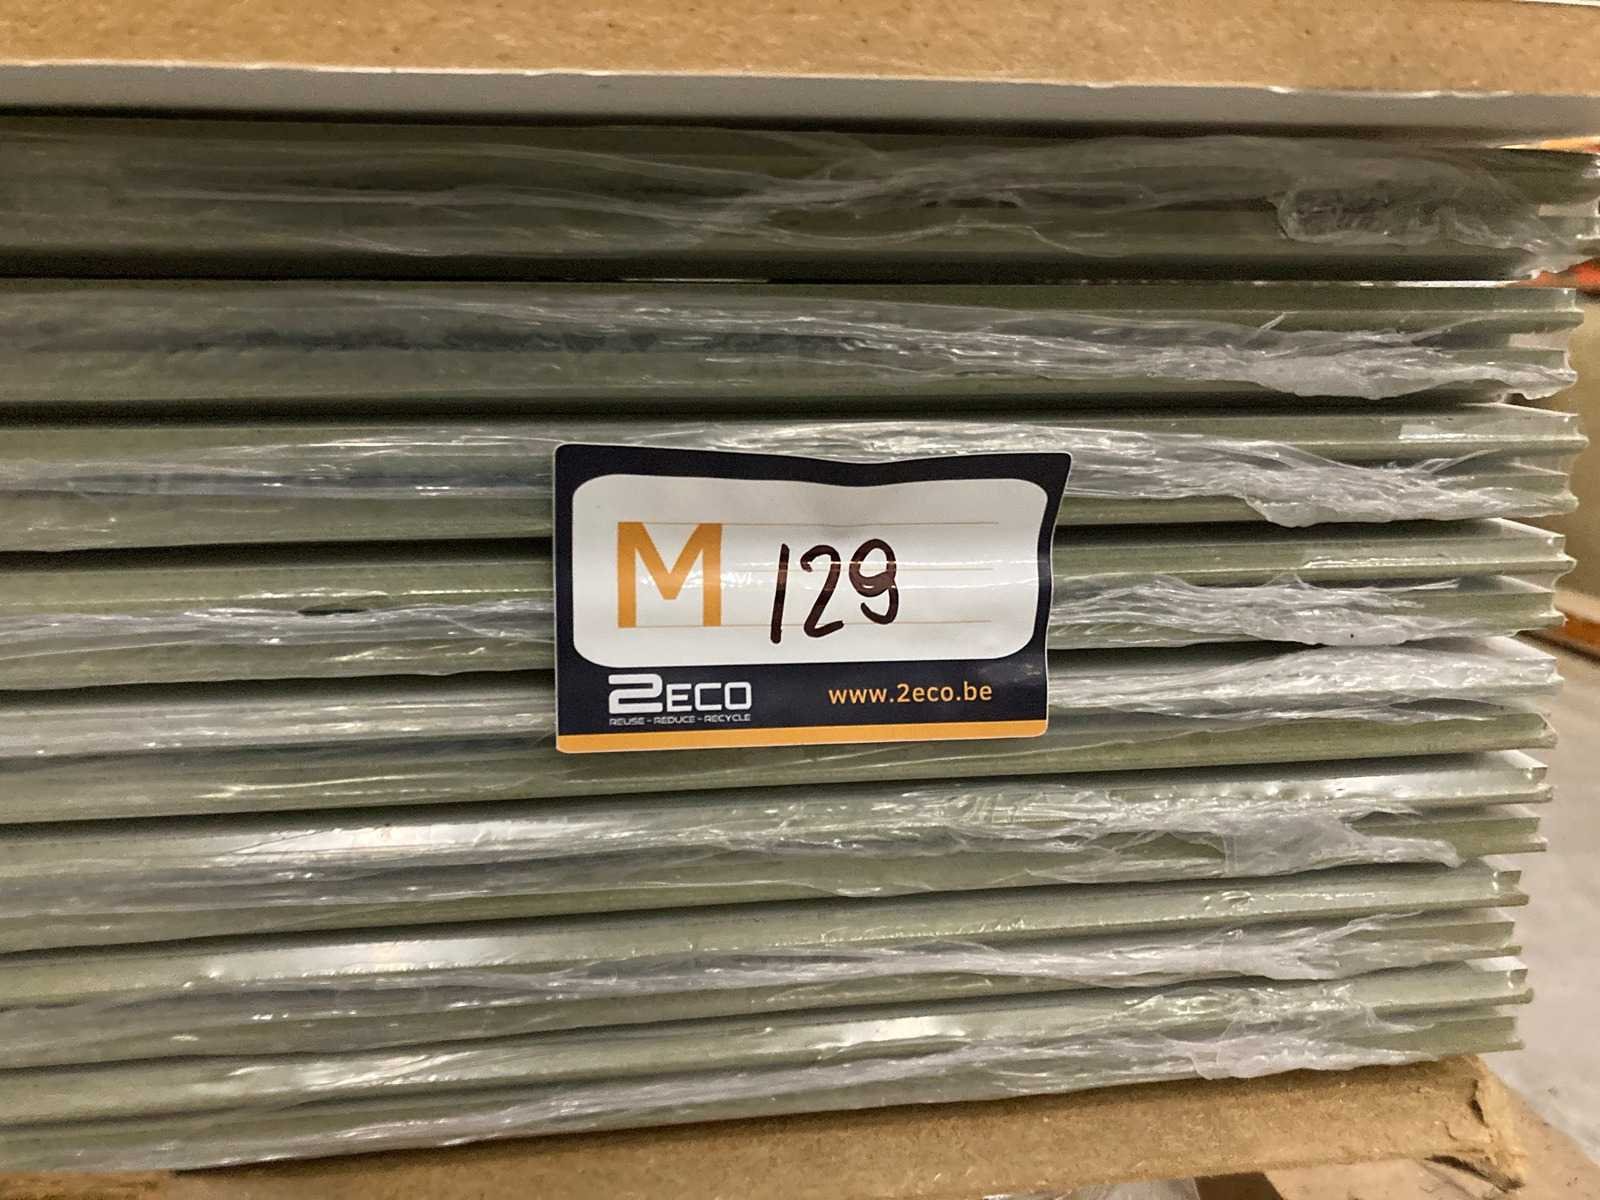 M 129
2ECO www.2eco.be
REUSE - REDUCE - RECYCLE